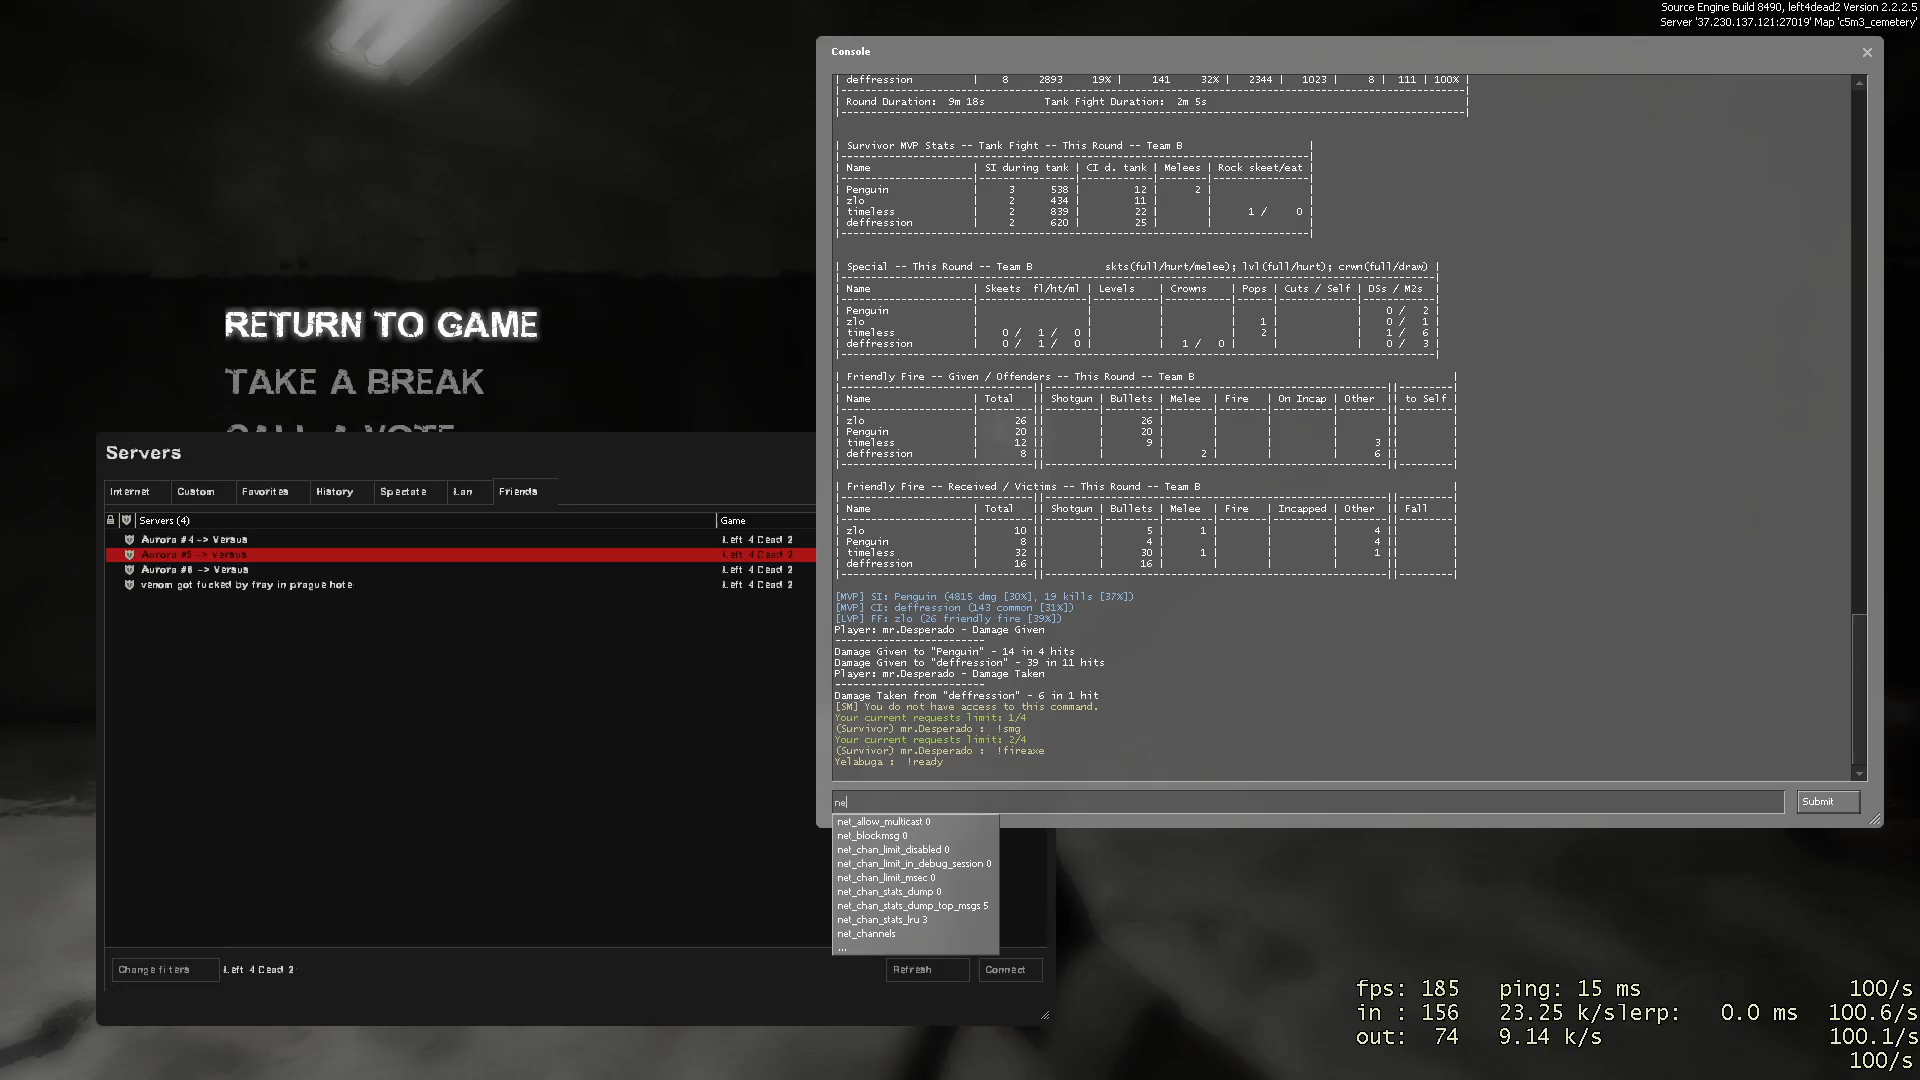 Source Engine Build 8490, left4dead2 Version 2.2.2.5
Server '37.230.137.121:27019' Map 'c5m3_cemetery'
RETURN TO GAME
TAKE A BREAK
CALL A VOTE
Servers
Internet Custom Favorites History Spectate Lan Friends
Servers (4) Game
Aurora #4 -> Versus Left 4 Dead 2
Aurora #5 -> Versus Left 4 Dead 2
Aurora #6 -> Versus Left 4 Dead 2
venom got fucked by fray in prague hotel Left 4 Dead 2
Change filters Left 4 Dead 2 Refresh Connect
Console
| deffression | 8 2893 19% | 141 32% | 2344 | 1023 | 8 | 111 | 100% |
| Round Duration: 9m 18s Tank Fight Duration: 2m 5s |
| Survivor MVP Stats -- Tank Fight -- This Round -- Team B |
| Name | SI during tank | CI d. tank | Melees | Rock skeet/eat |
| Penguin | 3 538 | 12 | 2 | |
| zlo | 2 434 | 11 | | |
| timeless | 2 839 | 22 | | 1 / 0 |
| deffression | 2 620 | 25 | | |
| Special -- This Round -- Team B skts(full/hurt/melee); lvl(full/hurt); crwn(full/draw) |
| Name | Skeets fl/ht/ml | Levels | Crowns | Pops | Cuts / Self | DSs / M2s |
| Penguin | | | | | | 0 / 2 |
| zlo | | | | 1 | | 0 / 1 |
| timeless | 0 / 1 / 0 | | | 2 | | 1 / 6 |
| deffression | 0 / 1 / 0 | | 1 / 0 | | | 0 / 3 |
| Friendly Fire -- Given / Offenders -- This Round -- Team B |
| Name | Total || Shotgun | Bullets | Melee | Fire | On Incap | Other || to Self |
| zlo | 26 || | 26 | | | | || |
| Penguin | 20 || | 20 | | | | || |
| timeless | 12 || | 9 | | | | 3 || |
| deffression | 8 || | | 2 | | | 6 || |
| Friendly Fire -- Received / Victims -- This Round -- Team B |
| Name | Total || Shotgun | Bullets | Melee | Fire | Incapped | Other || Fall |
| zlo | 10 || | 5 | 1 | | | 4 || |
| Penguin | 8 || | 4 | | | | 4 || |
| timeless | 32 || | 30 | 1 | | | 1 || |
| deffression | 16 || | 16 | | | | || |
[MVP] SI: Penguin (4815 dmg [30%], 19 kills [37%])
[MVP] CI: deffression (143 common [31%])
[LVP] FF: zlo (26 friendly fire [39%])
Player: mr.Desperado - Damage Given
-------------------------
Damage Given to "Penguin" - 14 in 4 hits
Damage Given to "deffression" - 39 in 11 hits
Player: mr.Desperado - Damage Taken
-------------------------
Damage Taken from "deffression" - 6 in 1 hit
[SM] You do not have access to this command.
Your current requests limit: 1/4
(Survivor) mr.Desperado : !smg
Your current requests limit: 2/4
(Survivor) mr.Desperado : !fireaxe
Yelabuga : !ready
ne
Submit
net_allow_multicast 0
net_blockmsg 0
net_chan_limit_disabled 0
net_chan_limit_in_debug_session 0
net_chan_limit_msec 0
net_chan_stats_dump 0
net_chan_stats_dump_top_msgs 5
net_chan_stats_lru 3
net_channels
...
fps: 185 ping: 15 ms 100/s
in : 156 23.25 k/s lerp: 0.0 ms 100.6/s
out: 74 9.14 k/s 100.1/s
100/s